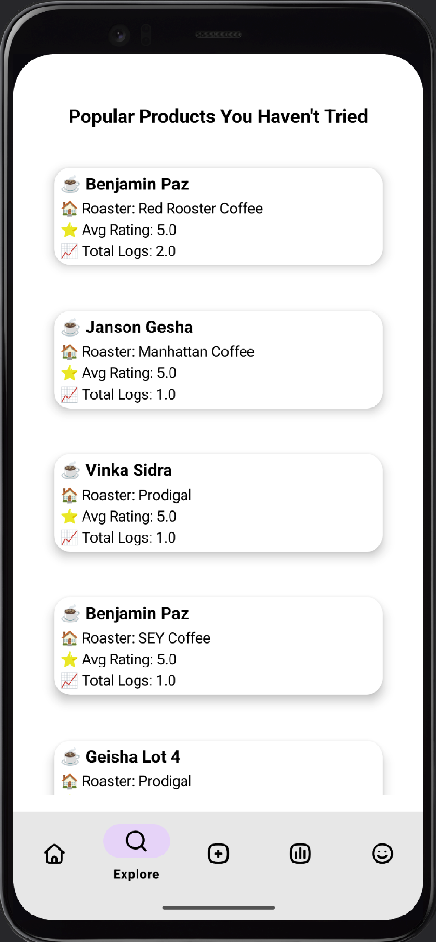 Popular Products You Haven't Tried
☕ Benjamin Paz
🏠 Roaster: Red Rooster Coffee
⭐ Avg Rating: 5.0
📈 Total Logs: 2.0
☕ Janson Gesha
🏠 Roaster: Manhattan Coffee
⭐ Avg Rating: 5.0
📈 Total Logs: 1.0
☕ Vinka Sidra
🏠 Roaster: Prodigal
⭐ Avg Rating: 5.0
📈 Total Logs: 1.0
☕ Benjamin Paz
🏠 Roaster: SEY Coffee
⭐ Avg Rating: 5.0
📈 Total Logs: 1.0
☕ Geisha Lot 4
🏠 Roaster: Prodigal
Explore